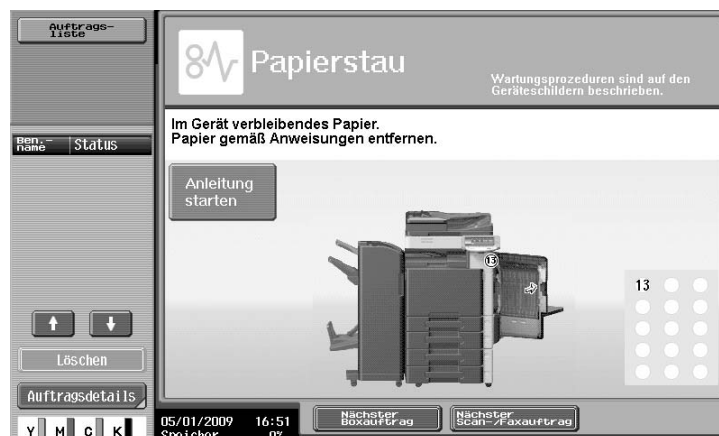 Auftrags-
liste
Papierstau
Wartungsprozeduren sind auf den
Geräteschildern beschrieben.
Im Gerät verbleibendes Papier.
Papier gemäß Anweisungen entfernen.
Ben.-
name Status
Anleitung
starten
13
13
Löschen
Auftragsdetails
Y M C K
05/01/2009 16:51
Speicher 0%
Nächster
Boxauftrag
Nächster
Scan-/Faxauftrag